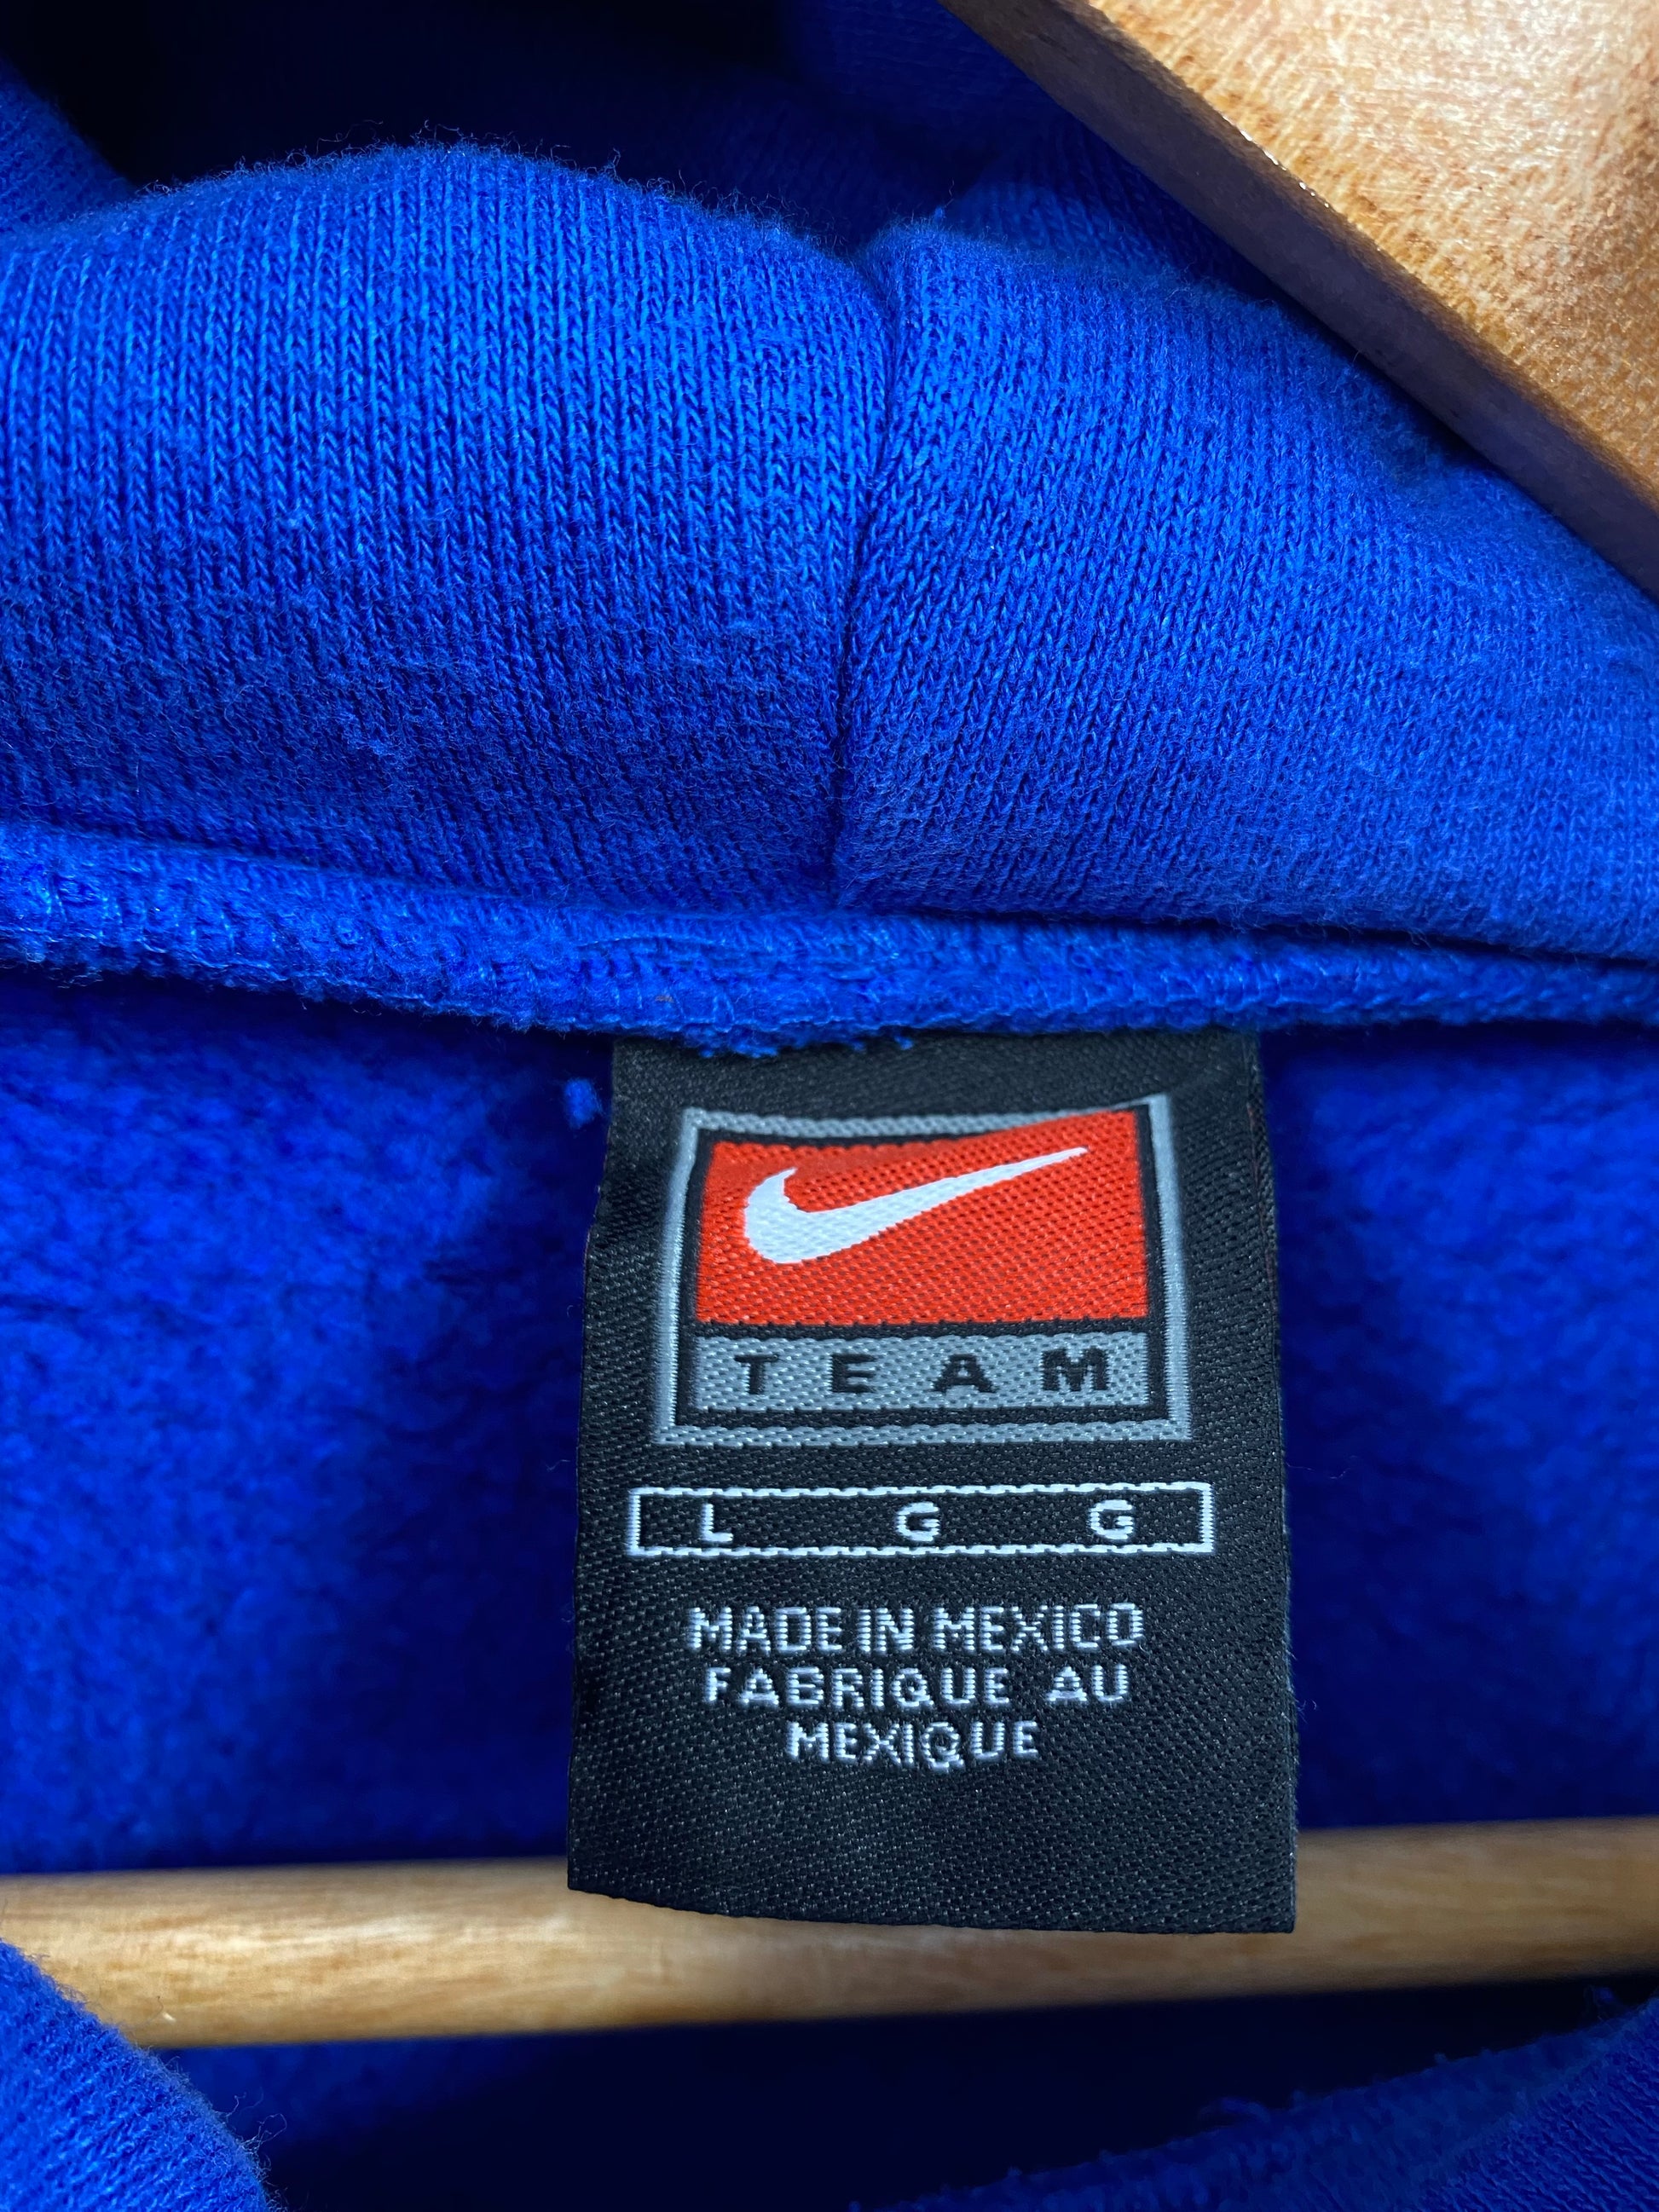 TEAM
L G G
MADE IN MEXICO
FABRIQUE AU
MEXIQUE